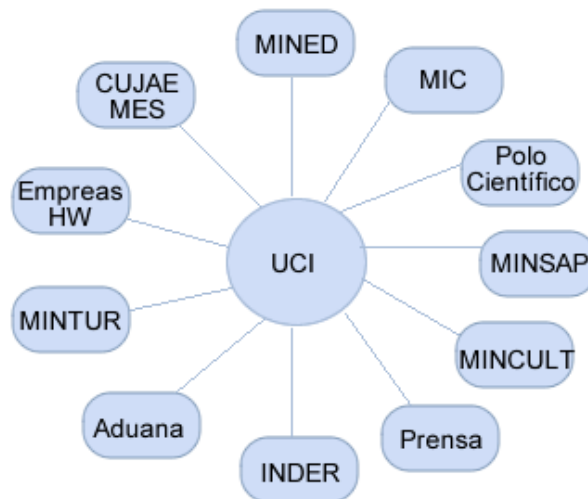 MINED
CUJAE
MES
MIC
Polo
Científico
Empreas
HW
UCI
MINSAP
MINTUR
MINCULT
Aduana
Prensa
INDER